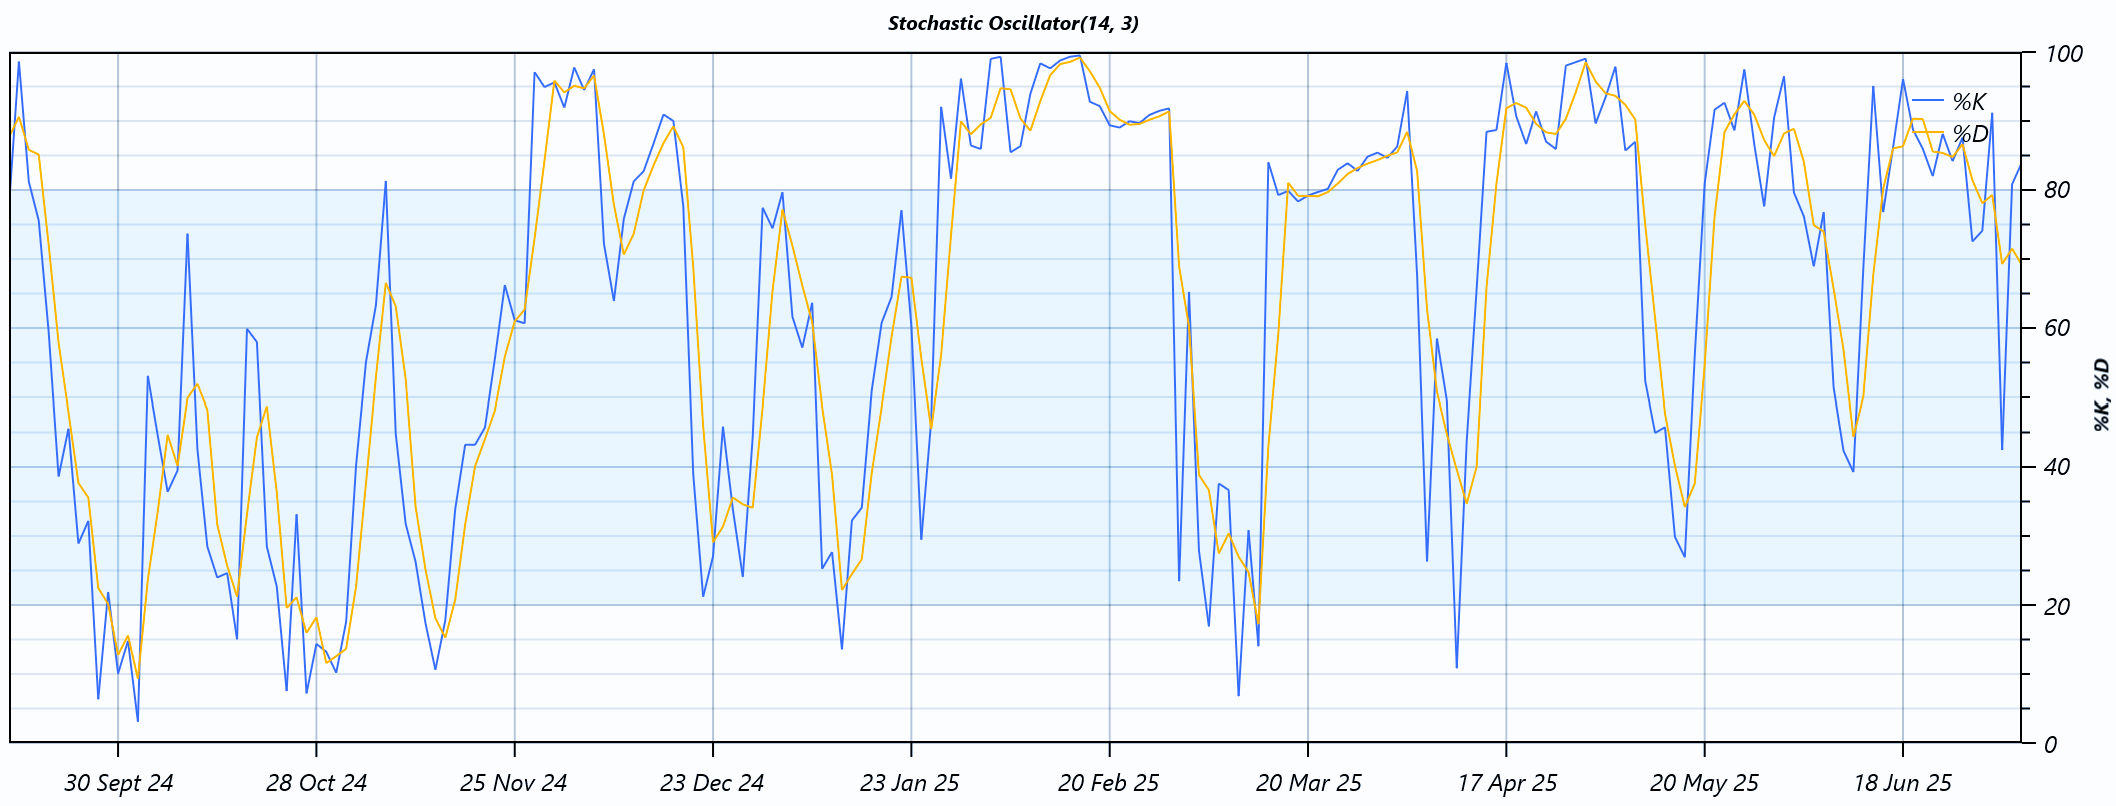 Stochastic Oscillator(14, 3)
%K
%D
100
80
60
40
20
0
%K, %D
30 Sept 24
28 Oct 24
25 Nov 24
23 Dec 24
23 Jan 25
20 Feb 25
20 Mar 25
17 Apr 25
20 May 25
18 Jun 25